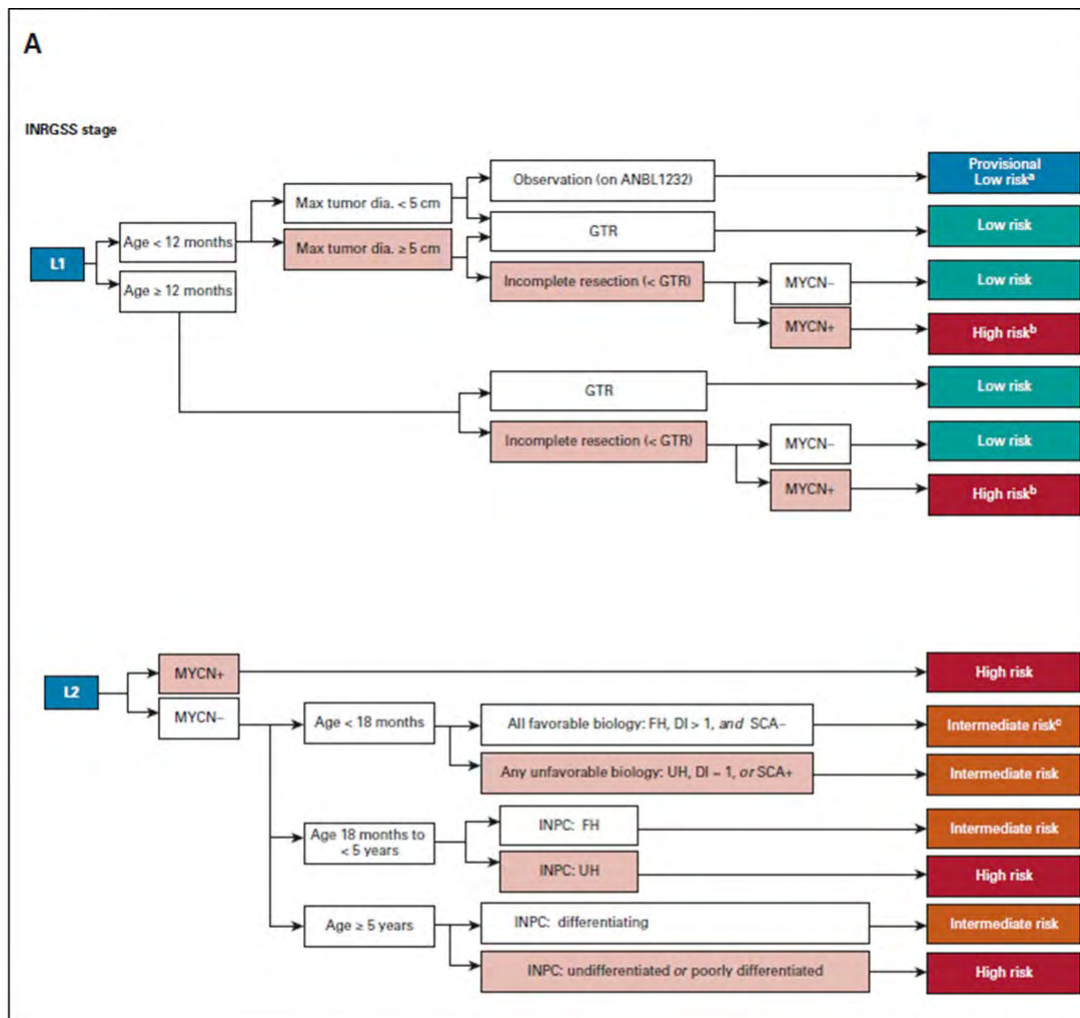 A
INRGSS stage
Observation (on ANBL1232)
Provisional
Low riskᵃ
Max tumor dia. < 5 cm
GTR
Low risk
Age < 12 months
Max tumor dia. ≥ 5 cm
L1
Incomplete resection (< GTR)
MYCN–
Low risk
Age ≥ 12 months
MYCN+
High riskᵇ
GTR
Low risk
Incomplete resection (< GTR)
MYCN–
Low risk
MYCN+
High riskᵇ
L2
MYCN+
High risk
MYCN–
Age < 18 months
All favorable biology: FH, DI > 1, and SCA–
Intermediate riskᶜ
Any unfavorable biology: UH, DI = 1, or SCA+
Intermediate risk
Age 18 months to
< 5 years
INPC: FH
Intermediate risk
INPC: UH
High risk
Age ≥ 5 years
INPC: differentiating
Intermediate risk
INPC: undifferentiated or poorly differentiated
High risk